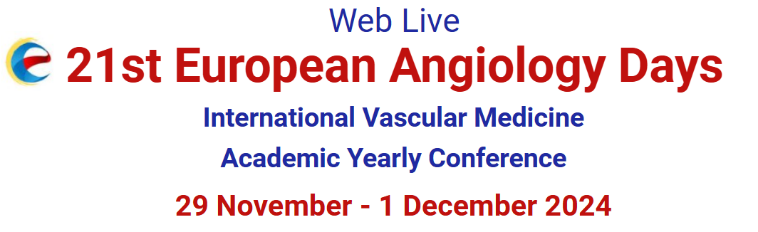 Web Live
21st European Angiology Days
International Vascular Medicine
Academic Yearly Conference
29 November - 1 December 2024